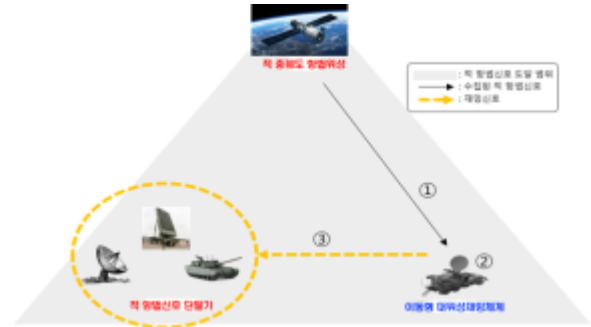 적 중궤도 항법위성
: 적 항법신호 도달 범위
: 수집된 적 항법신호
: 재밍신호
①
②
③
적 항법신호 단말기
이동형 대위성재밍체계